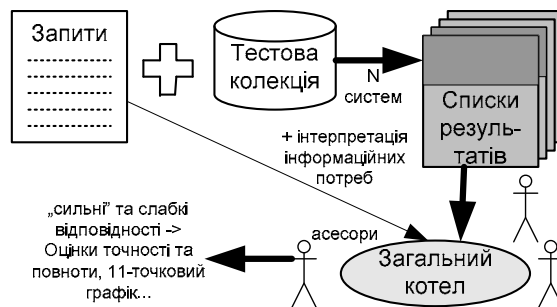 Запити
Тестова
колекція
N
систем
Списки
резуль-
татів
+ інтерпретація
інформаційних
потреб
„сильні” та слабкі
відповідності ->
Оцінки точності та
повноти, 11-точковий
графік...
асесори
Загальний
котел